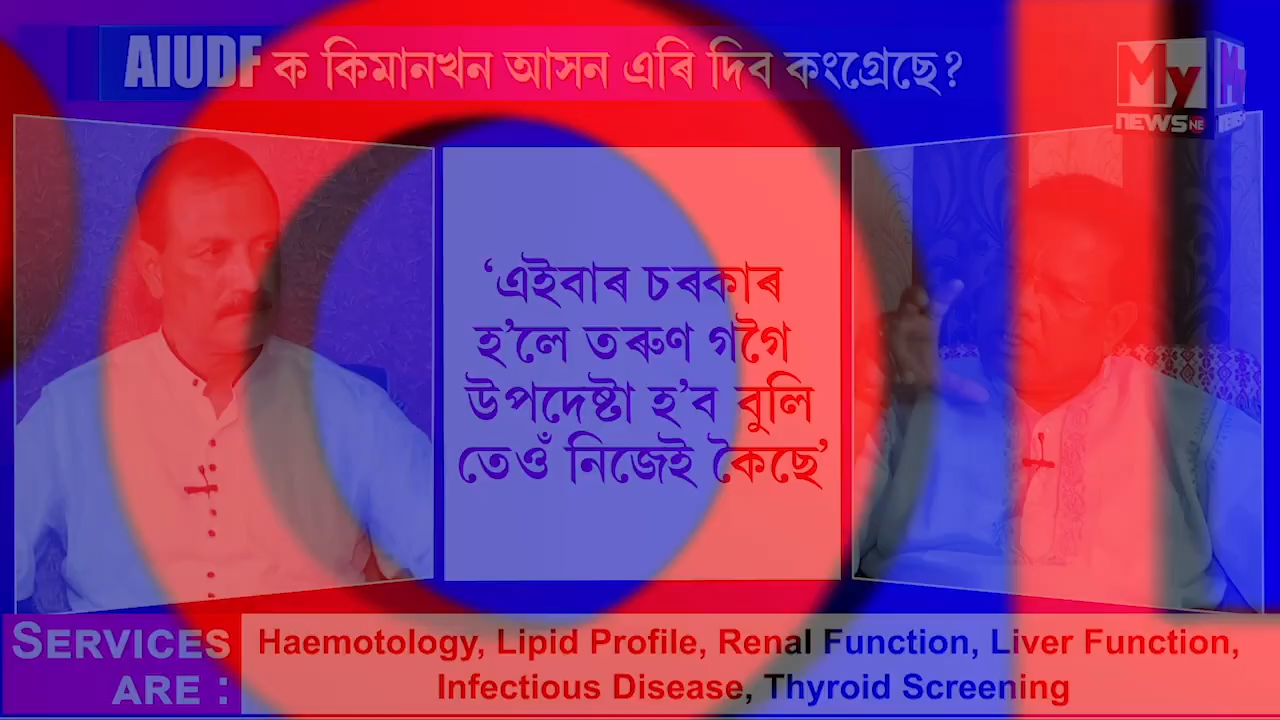 AIUDF ক কিমানখন আসন এৰি দিব কংগ্ৰেছে?
My
NEWS NE
‘এইবাৰ চৰকাৰ
হ’লে তৰুণ গগৈ
উপদেষ্টা হ’ব বুলি
তেওঁ নিজেই কৈছে’
SERVICES
ARE :
Haemotology, Lipid Profile, Renal Function, Liver Function,
Infectious Disease, Thyroid Screening